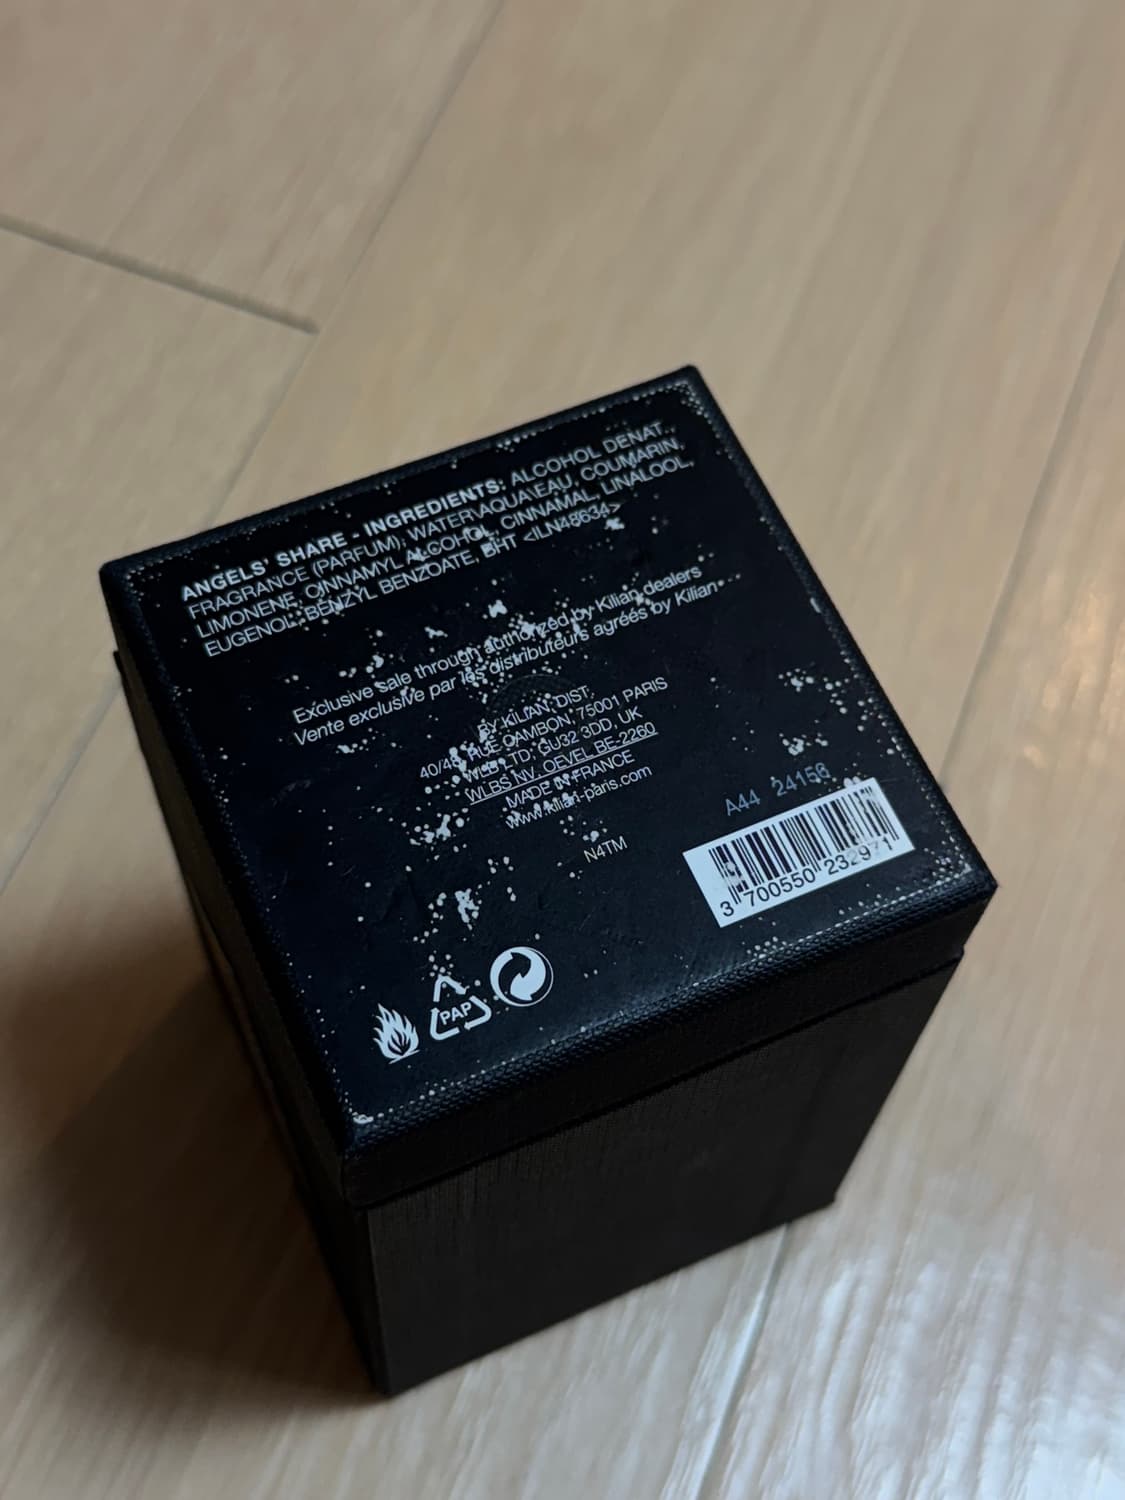 ANGELS' SHARE - INGREDIENTS: ALCOHOL DENAT.,
FRAGRANCE (PARFUM), WATER\AQUA\EAU, COUMARIN,
LIMONENE, CINNAMYL ALCOHOL, CINNAMAL, LINALOOL,
EUGENOL, BENZYL BENZOATE, BHT <ILN48634>
Exclusive sale through authorized by Kilian dealers
Vente exclusive par les distributeurs agréés by Kilian
BY KILIAN, DIST.
RUE CAMBON, 75001 PARIS
WLB LTD, GU32 3DD, UK
WLBS NV, OEVEL BE-2260
MADE IN FRANCE
www.kilian-paris.com
N4TM
A44 24156
3 700550 232971
PAP